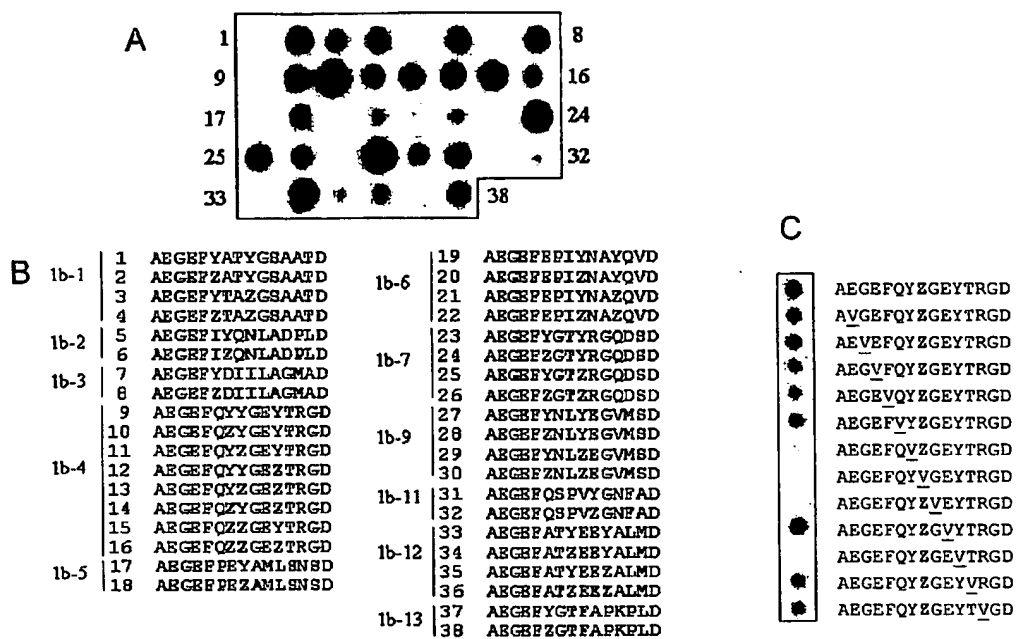 A
1 8
9 16
17 24
25 32
33 38
B
1b-1
1 AEGEFYATYGSAATD
2 AEGEFZATYGSAATD
3 AEGEFYTAZGSAATD
4 AEGEFZTAZGSAATD
1b-2
5 AEGEFIYQNLADPLD
6 AEGEFIZQNLADPLD
1b-3
7 AEGEFYDIILAGMAD
8 AEGEFZDIILAGMAD
1b-4
9 AEGEFQYYGEYTRGD
10 AEGEFQZYGEYTRGD
11 AEGEFQYZGEYTRGD
12 AEGEFQYYGEZTRGD
13 AEGEFQYZGEZTRGD
14 AEGEFQZYGEZTRGD
15 AEGEFQZZGEYTRGD
16 AEGEFQZZGEZTRGD
1b-5
17 AEGEFPEYAMLSNSD
18 AEGEFPEZAMLSNSD
1b-6
19 AEGEFEPIYNAYQVD
20 AEGEFEPIZNAYQVD
21 AEGEFEPIYNAZQVD
22 AEGEFEPIZNAZQVD
1b-7
23 AEGEFYGTYRGQDSD
24 AEGEFZGTYRGQDSD
25 AEGEFYGTZRGQDSD
26 AEGEFZGTZRGQDSD
1b-9
27 AEGEFYNLYEGVMSD
28 AEGEFZNLYEGVMSD
29 AEGEFYNLZEGVMSD
30 AEGEFZNLZEGVMSD
1b-11
31 AEGEFQSPVYGNFAD
32 AEGEFQSPVZGNFAD
1b-12
33 AEGEFATYEEYALMD
34 AEGEFATZEEYALMD
35 AEGEFATYEEZALMD
36 AEGEFATZEEZALMD
1b-13
37 AEGEFYGTFAPKPLD
38 AEGEFZGTFAPKPLD
C
AEGEFQYZGEYTRGD
AVGEFQYZGEYTRGD
AEVEFQYZGEYTRGD
AEGVFQYZGEYTRGD
AEGEVQYZGEYTRGD
AEGEFVYZGEYTRGD
AEGEFQVZGEYTRGD
AEGEFQYVGEYTRGD
AEGEFQYZVEYTRGD
AEGEFQYZGVYTRGD
AEGEFQYZGEVTRGD
AEGEFQYZGEYVRGD
AEGEFQYZGEYTVGD